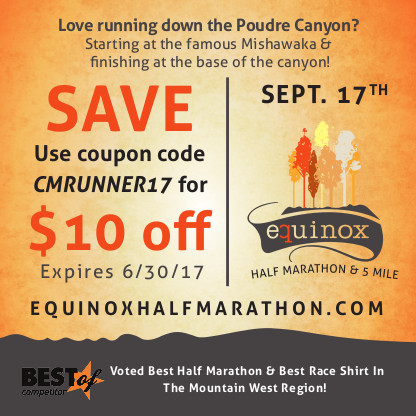 Love running down the Poudre Canyon?
Starting at the famous Mishawaka &
finishing at the base of the canyon!
SAVE
Use coupon code
CMRUNNER17 for
$10 off
Expires 6/30/17
SEPT. 17TH
equinox
HALF MARATHON & 5 MILE
EQUINOXHALFMARATHON.COM
BEST of
competitor
Voted Best Half Marathon & Best Race Shirt In
The Mountain West Region!